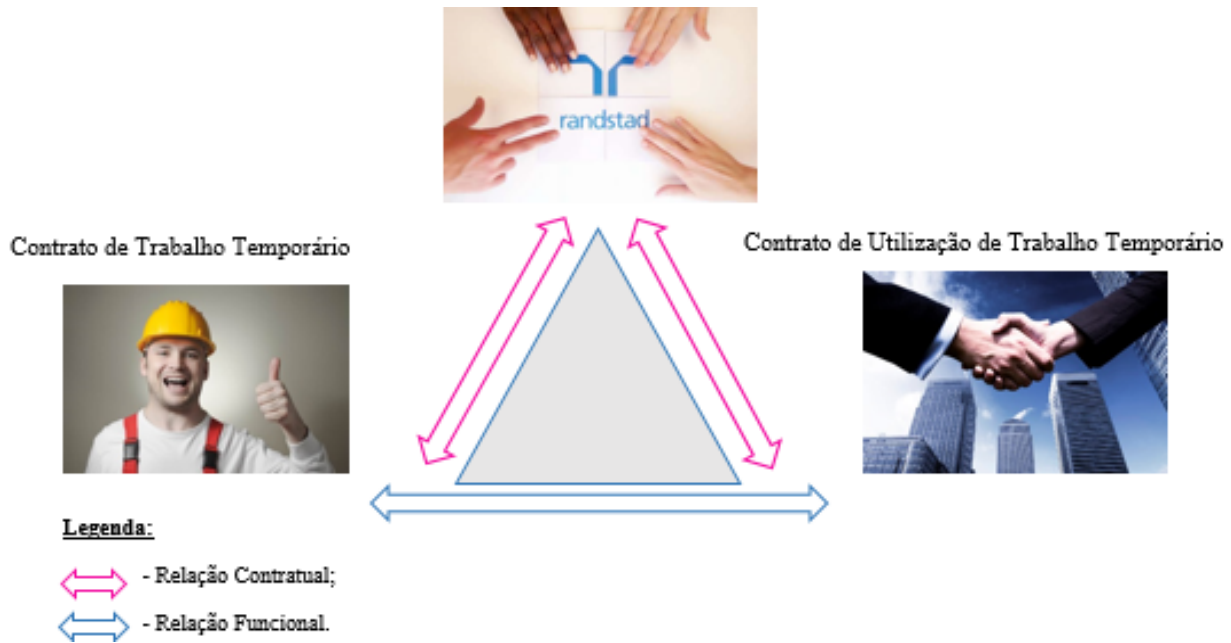 randstad
Contrato de Trabalho Temporário
Contrato de Utilização de Trabalho Temporário
Legenda:
- Relação Contratual;
- Relação Funcional.